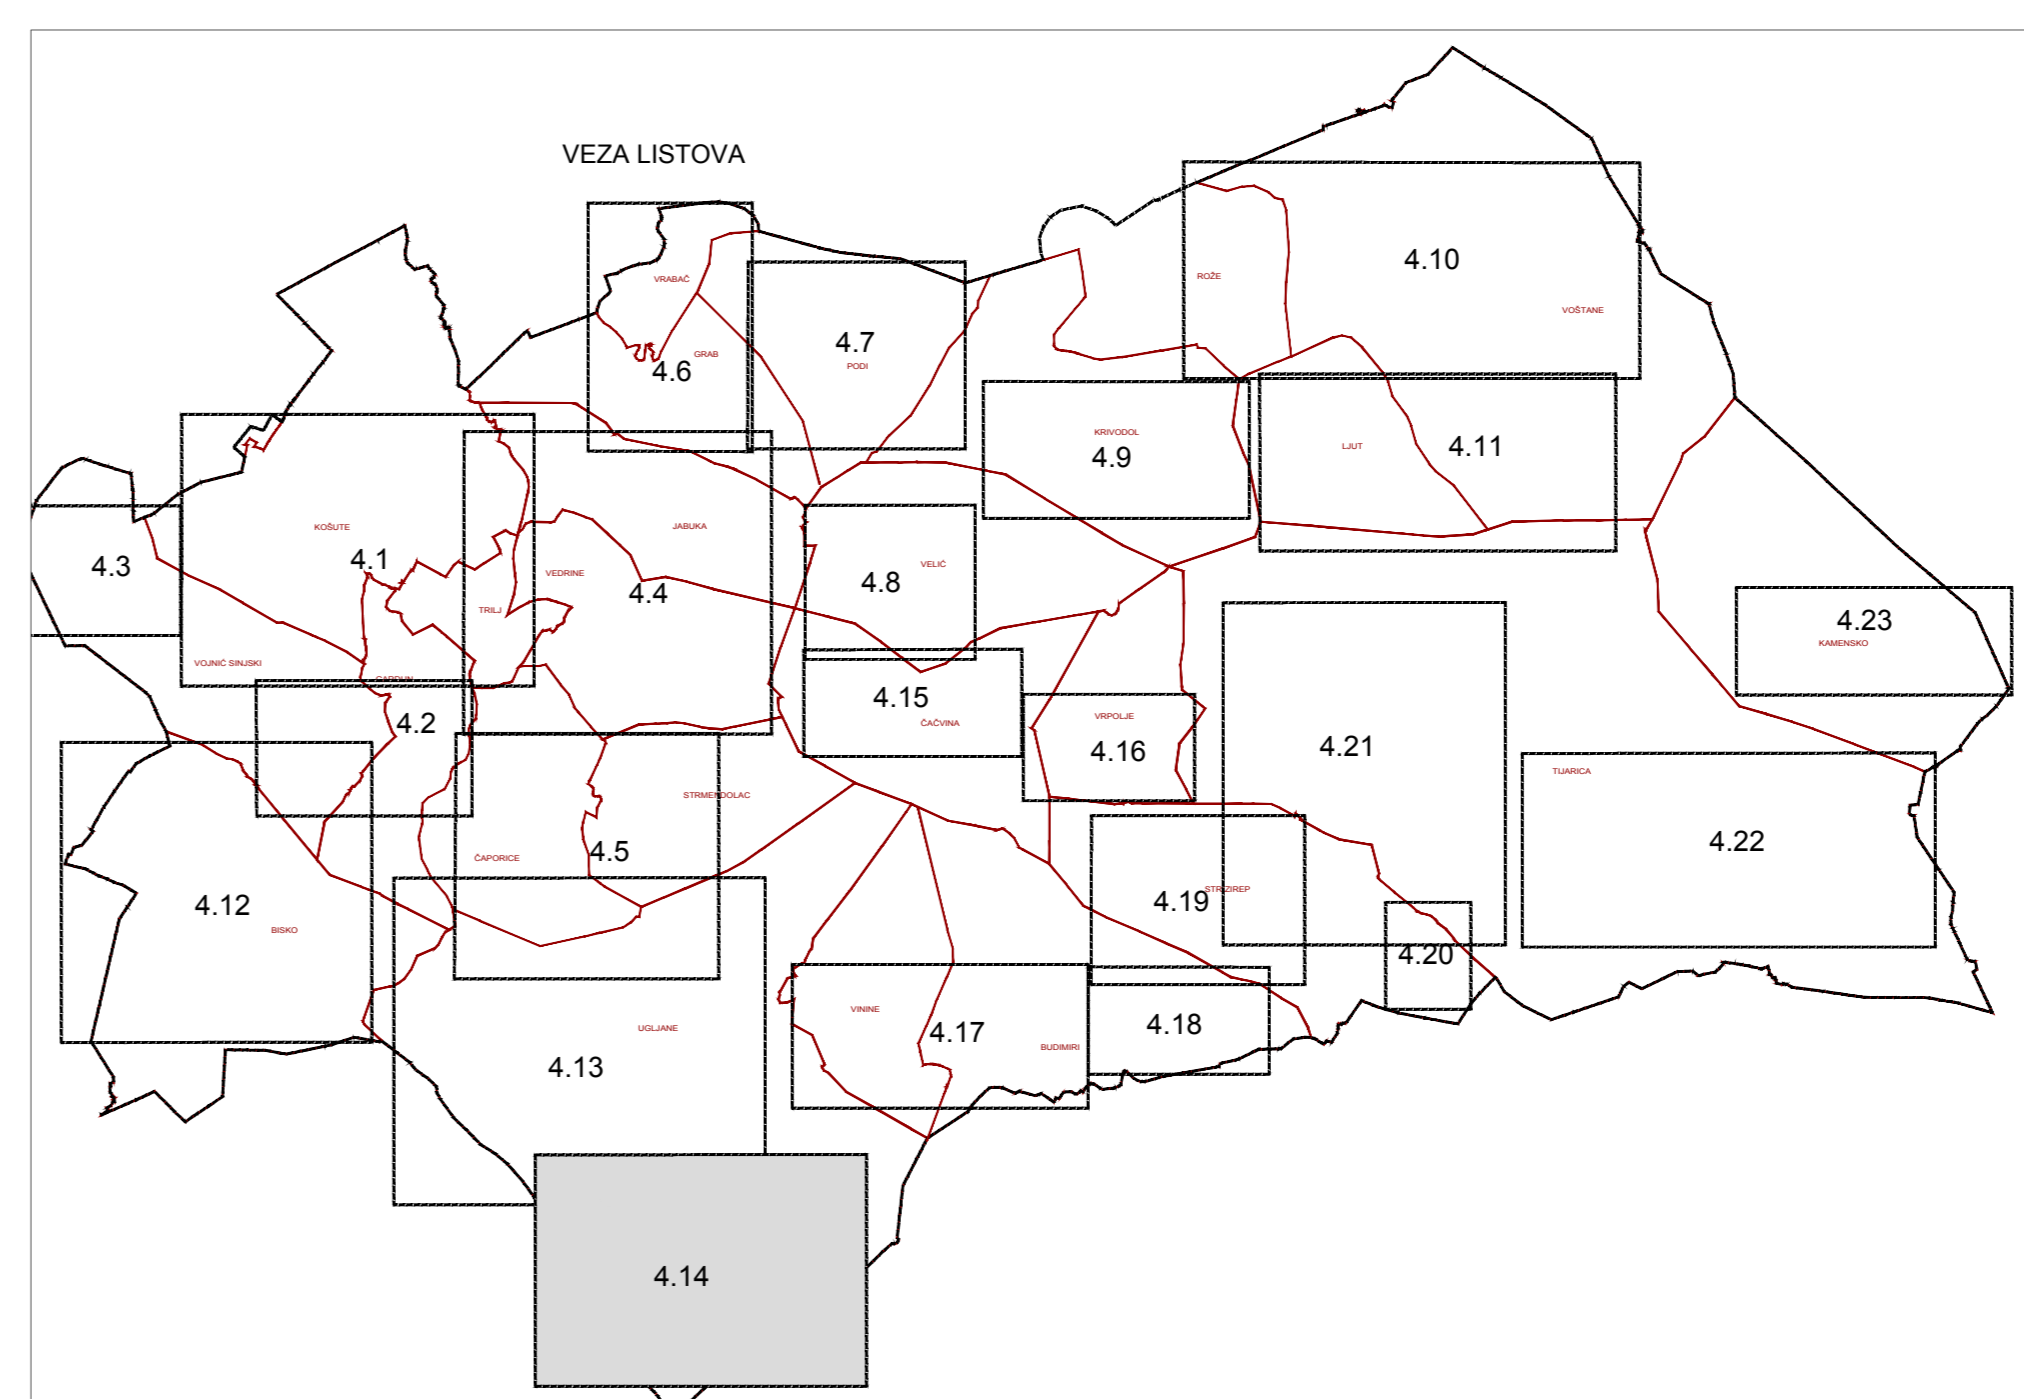 VEZA LISTOVA
4.10
ROŽE
VOŠTANE
VRABAČ
GRAB
4.6
4.7
PODI
KRIVODOL
4.9
LJUT
4.11
KOŠUTE
4.1
4.3
JABUKA
VEDRINE
4.4
TRILJ
VELIĆ
4.8
4.23
KAMENSKO
VOJNIĆ SINJSKI
GARDUN
4.2
4.15
ČAČVINA
VRPOLJE
4.16
4.21
TIJARICA
4.22
STRMENDOLAC
ČAPORICE
4.5
4.12
BISKO
STRIZIREP
4.19
4.20
VININE
4.17
BUDIMIRI
4.18
UGLJANE
4.13
4.14